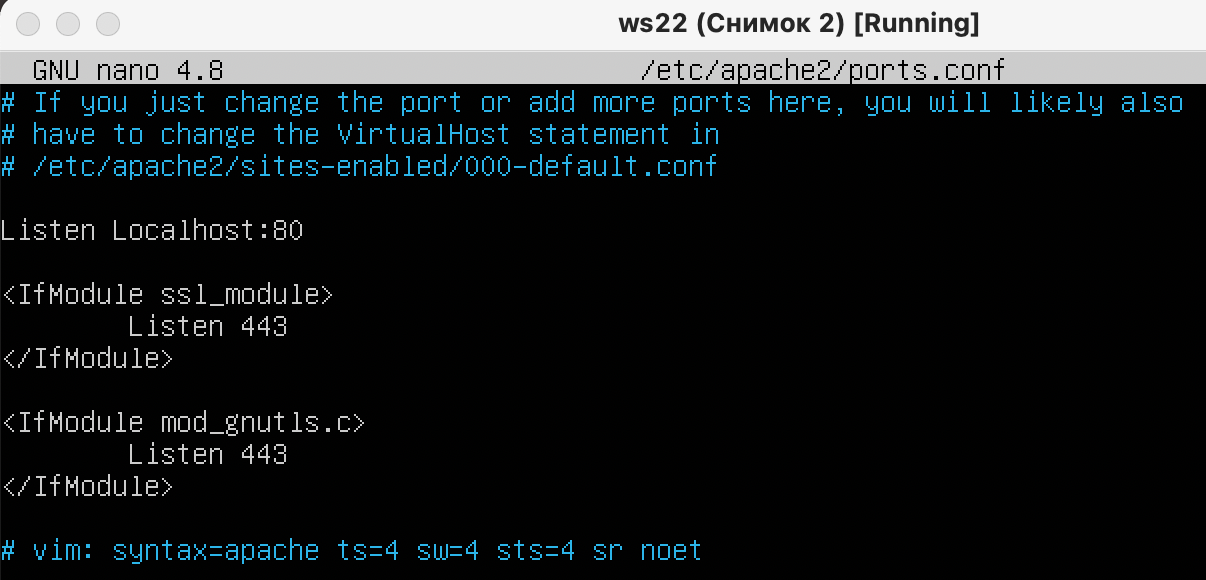 ws22 (Снимок 2) [Running]
GNU nano 4.8 /etc/apache2/ports.conf
# If you just change the port or add more ports here, you will likely also
# have to change the VirtualHost statement in
# /etc/apache2/sites-enabled/000-default.conf
Listen Localhost:80
<IfModule ssl_module>
Listen 443
</IfModule>
<IfModule mod_gnutls.c>
Listen 443
</IfModule>
# vim: syntax=apache ts=4 sw=4 sts=4 sr noet